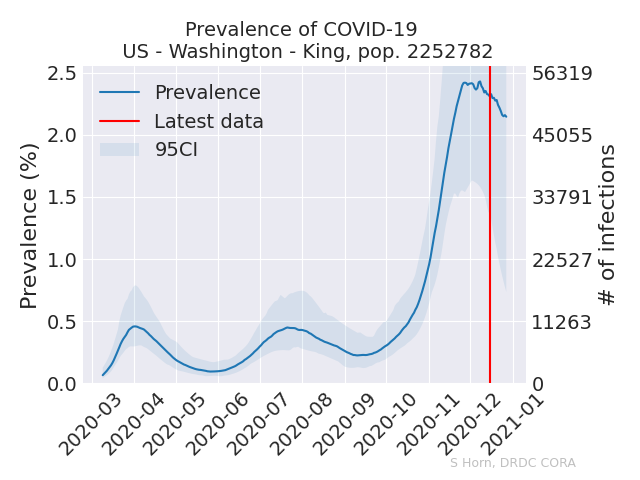 Prevalence of COVID-19
US - Washington - King, pop. 2252782
Prevalence
Latest data
95CI
Prevalence (%)
2.5
2.0
1.5
1.0
0.5
0.0
56319
45055
33791
22527
11263
0
# of infections
2020-03
2020-04
2020-05
2020-06
2020-07
2020-08
2020-09
2020-10
2020-11
2020-12
2021-01
S Horn, DRDC CORA